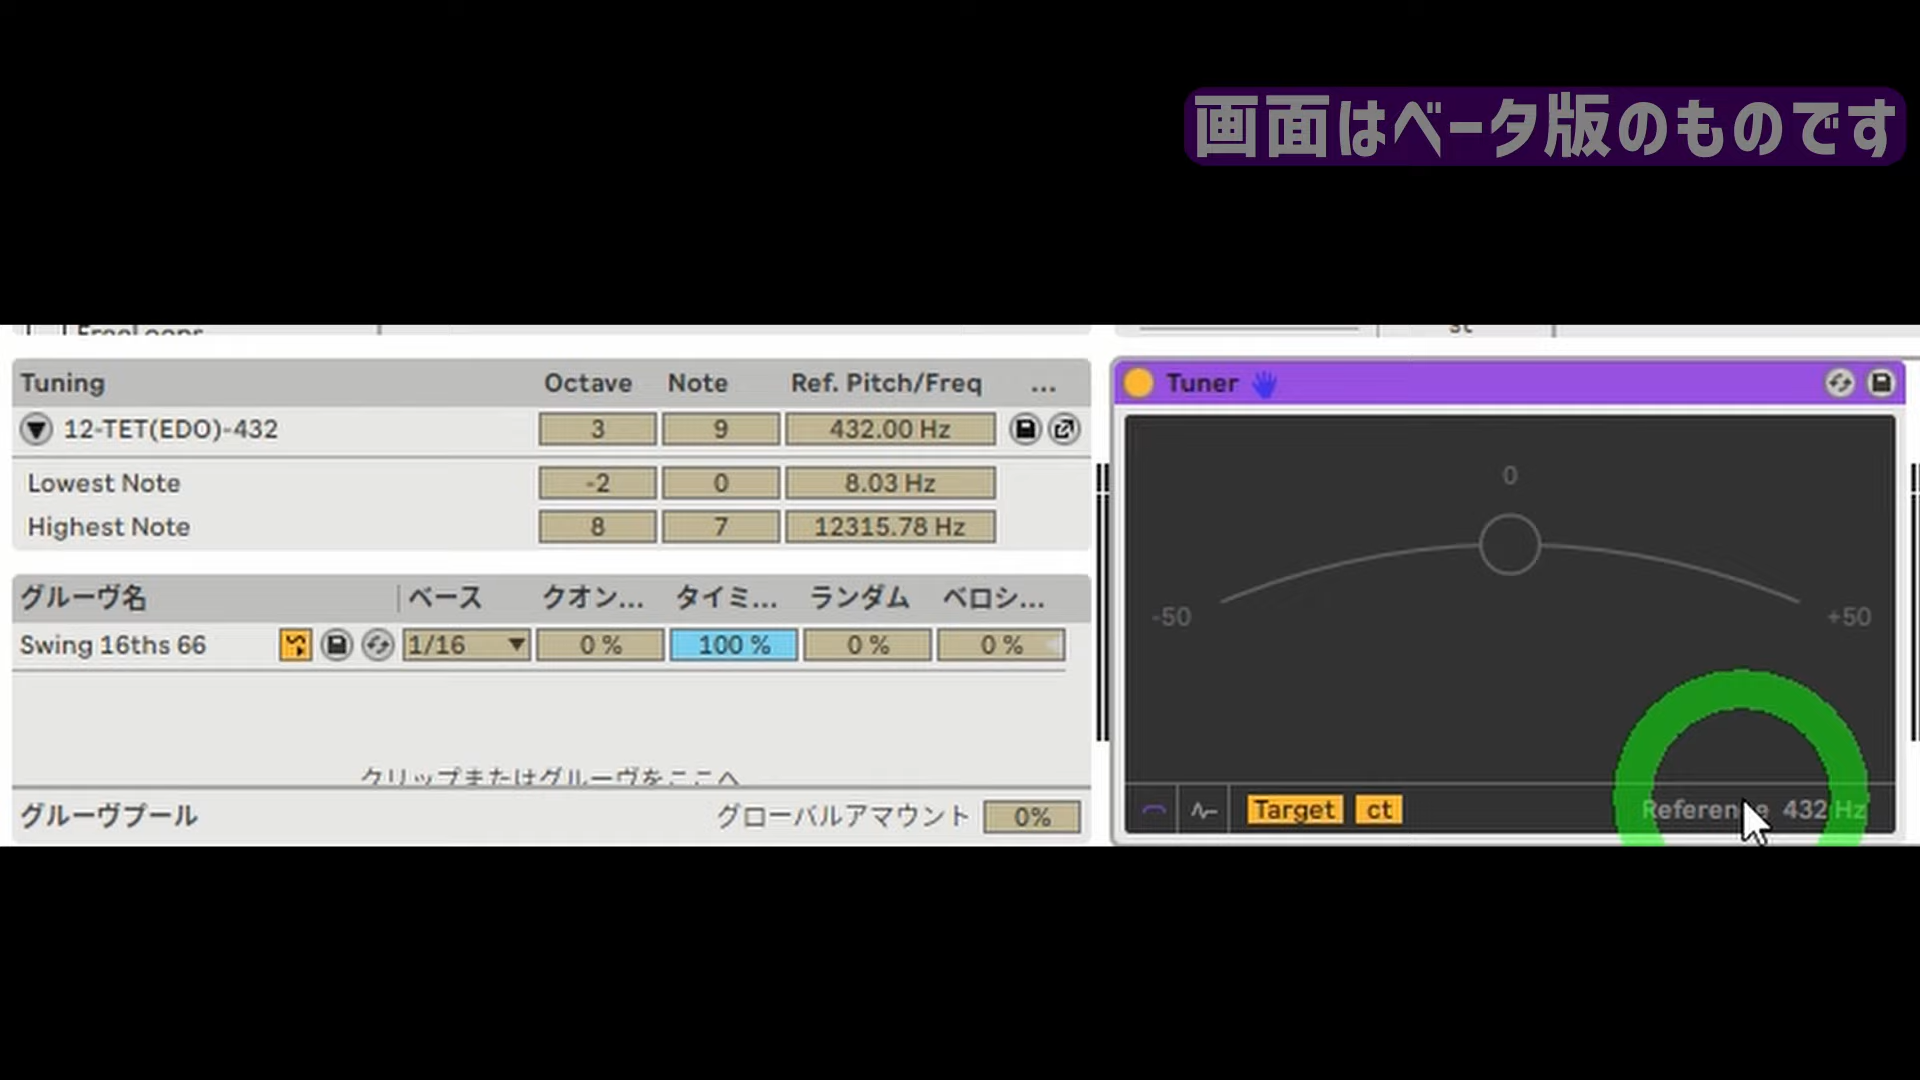 画面はベータ版のものです
FreeLoops
st
Tuning Octave Note Ref. Pitch/Freq ...
12-TET(EDO)-432 3 9 432.00 Hz
Lowest Note -2 0 8.03 Hz
Highest Note 8 7 12315.78 Hz
グルーヴ名 ベース クオン... タイミ... ランダム ベロシ...
Swing 16ths 66 1/16 0 % 100 % 0 % 0 %
クリップまたはグルーヴをここへ
グルーヴプール グローバルアマウント 0%
Tuner
0
-50 +50
Target ct Reference 432 Hz